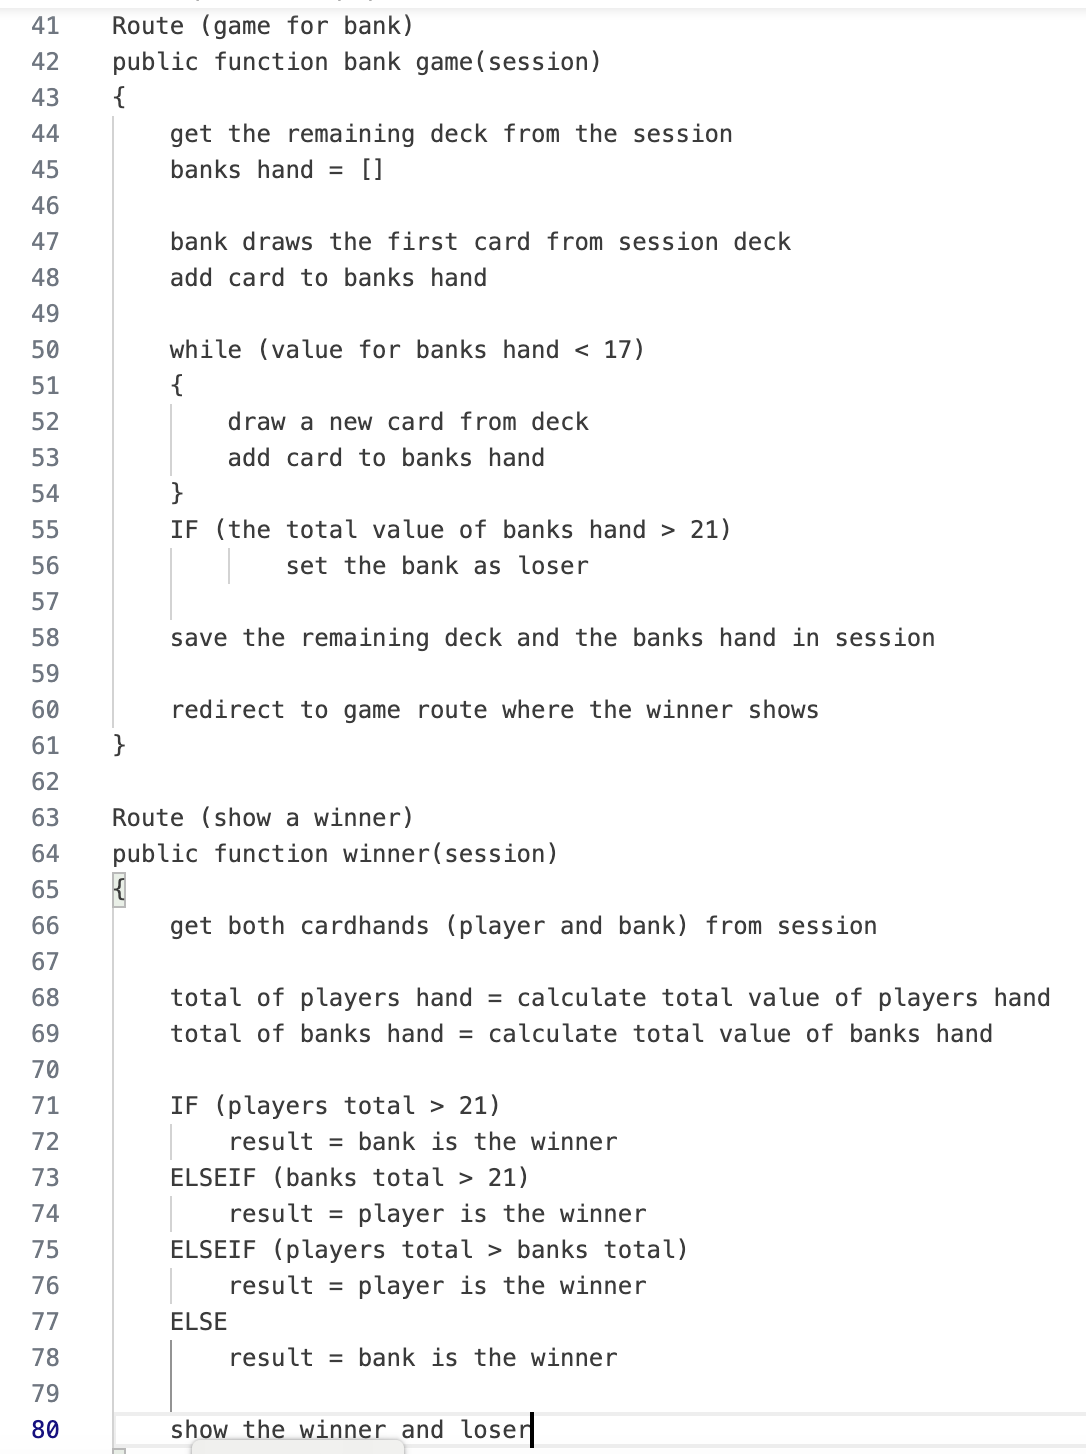 41 Route (game for bank)
42 public function bank game(session)
43 {
44 get the remaining deck from the session
45 banks hand = []
46
47 bank draws the first card from session deck
48 add card to banks hand
49
50 while (value for banks hand < 17)
51 {
52 draw a new card from deck
53 add card to banks hand
54 }
55 IF (the total value of banks hand > 21)
56 set the bank as loser
57
58 save the remaining deck and the banks hand in session
59
60 redirect to game route where the winner shows
61 }
62
63 Route (show a winner)
64 public function winner(session)
65 {
66 get both cardhands (player and bank) from session
67
68 total of players hand = calculate total value of players hand
69 total of banks hand = calculate total value of banks hand
70
71 IF (players total > 21)
72 result = bank is the winner
73 ELSEIF (banks total > 21)
74 result = player is the winner
75 ELSEIF (players total > banks total)
76 result = player is the winner
77 ELSE
78 result = bank is the winner
79
80 show the winner and loser